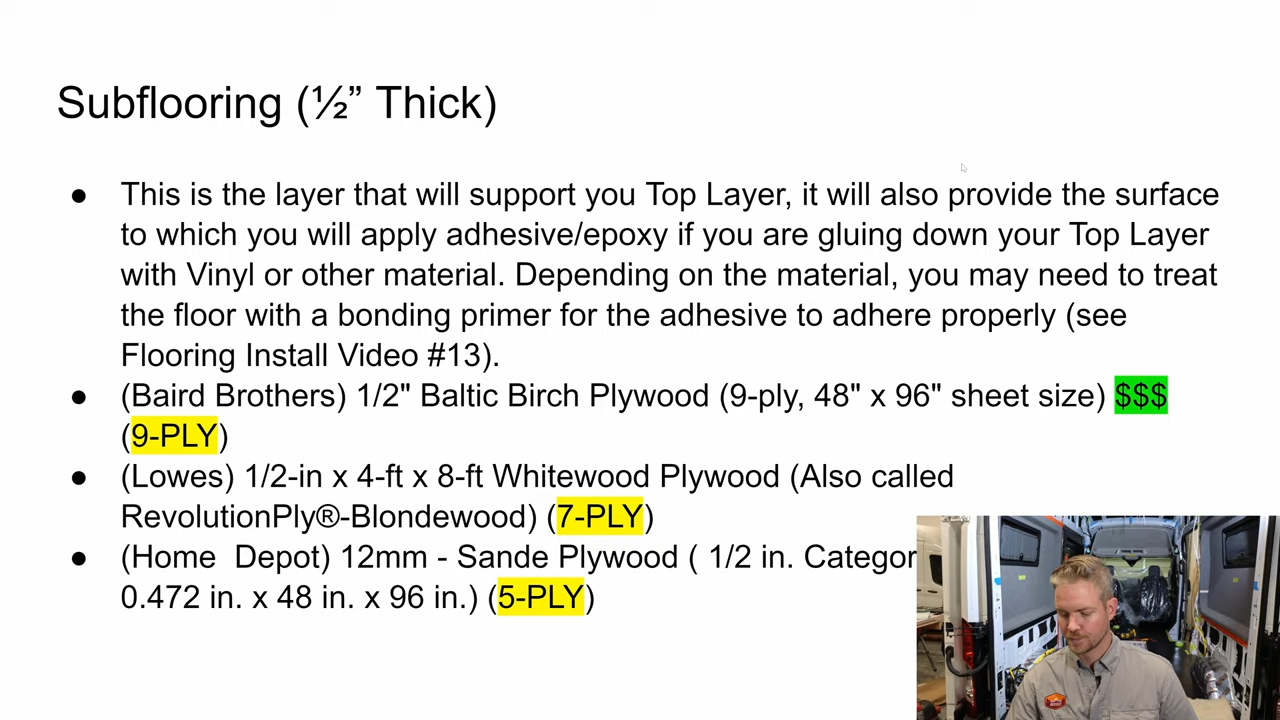 Subflooring (½” Thick)
● This is the layer that will support you Top Layer, it will also provide the surface
to which you will apply adhesive/epoxy if you are gluing down your Top Layer
with Vinyl or other material. Depending on the material, you may need to treat
the floor with a bonding primer for the adhesive to adhere properly (see
Flooring Install Video #13).
● (Baird Brothers) 1/2" Baltic Birch Plywood (9-ply, 48" x 96" sheet size) $$$
(9-PLY)
● (Lowes) 1/2-in x 4-ft x 8-ft Whitewood Plywood (Also called
RevolutionPly®-Blondewood) (7-PLY)
● (Home  Depot) 12mm - Sande Plywood ( 1/2 in. Categor
0.472 in. x 48 in. x 96 in.) (5-PLY)